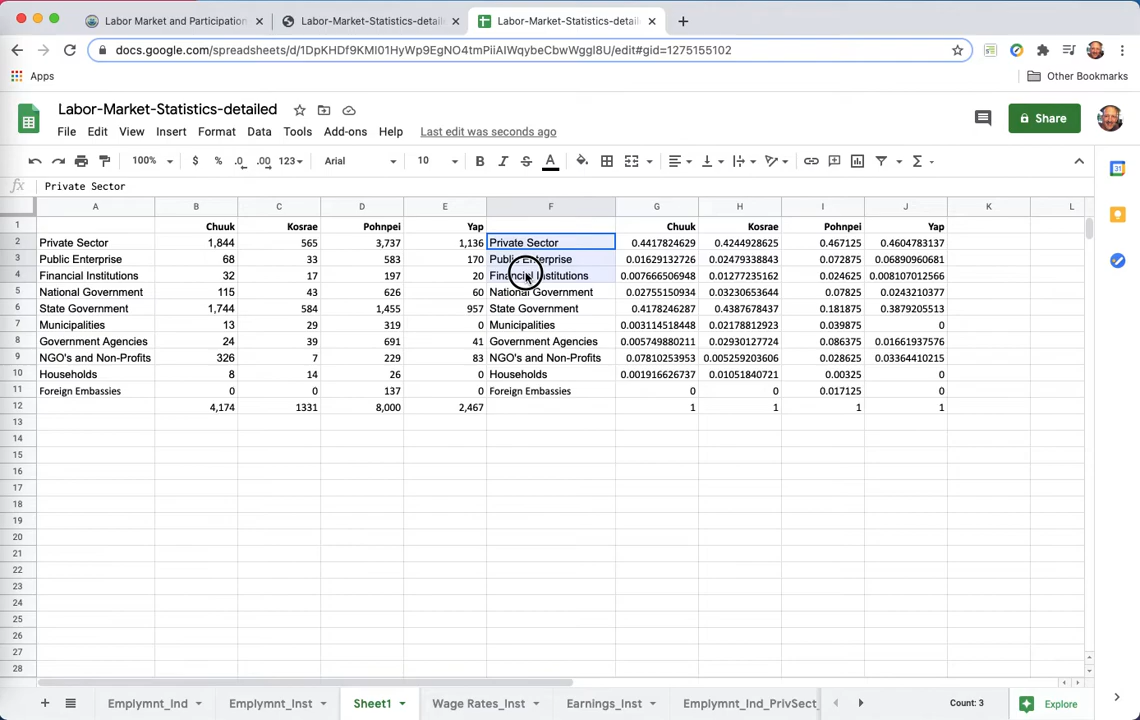 Labor Market and Participation
Labor-Market-Statistics-detail
Labor-Market-Statistics-detail
docs.google.com/spreadsheets/d/1DpKHDf9KMI01HyWp9EgNO4tmPiiAIWqybeCbwWggl8U/edit#gid=1275155102
Apps
Other Bookmarks
Labor-Market-Statistics-detailed
File Edit View Insert Format Data Tools Add-ons Help Last edit was seconds ago
Share
100% $ % .0 .00 123 Arial 10 B I S A Σ
fx Private Sector
A B C D E F G H I J K L
1 Chuuk Kosrae Pohnpei Yap Chuuk Kosrae Pohnpei Yap
2 Private Sector 1,844 565 3,737 1,136 Private Sector 0.4417824629 0.4244928625 0.467125 0.4604783137
3 Public Enterprise 68 33 583 170 Public Enterprise 0.01629132726 0.02479338843 0.072875 0.06890960681
4 Financial Institutions 32 17 197 20 Financial Institutions 0.007666506948 0.01277235162 0.024625 0.008107012566
5 National Government 115 43 626 60 National Government 0.02755150934 0.03230653644 0.07825 0.0243210377
6 State Government 1,744 584 1,455 957 State Government 0.4178246287 0.4387678437 0.181875 0.3879205513
7 Municipalities 13 29 319 0 Municipalities 0.003114518448 0.02178812923 0.039875 0
8 Government Agencies 24 39 691 41 Government Agencies 0.005749880211 0.02930127724 0.086375 0.01661937576
9 NGO's and Non-Profits 326 7 229 83 NGO's and Non-Profits 0.07810253953 0.005259203606 0.028625 0.03364410215
10 Households 8 14 26 0 Households 0.001916626737 0.01051840721 0.00325 0
11 Foreign Embassies 0 0 137 0 Foreign Embassies 0 0 0.017125 0
12 4,174 1331 8,000 2,467 1 1 1 1
13
14
15
16
17
18
19
20
21
22
23
24
25
26
27
28
Emplymnt_Ind Emplymnt_Inst Sheet1 Wage Rates_Inst Earnings_Inst Emplymnt_Ind_PrivSect_ Count: 3 Explore